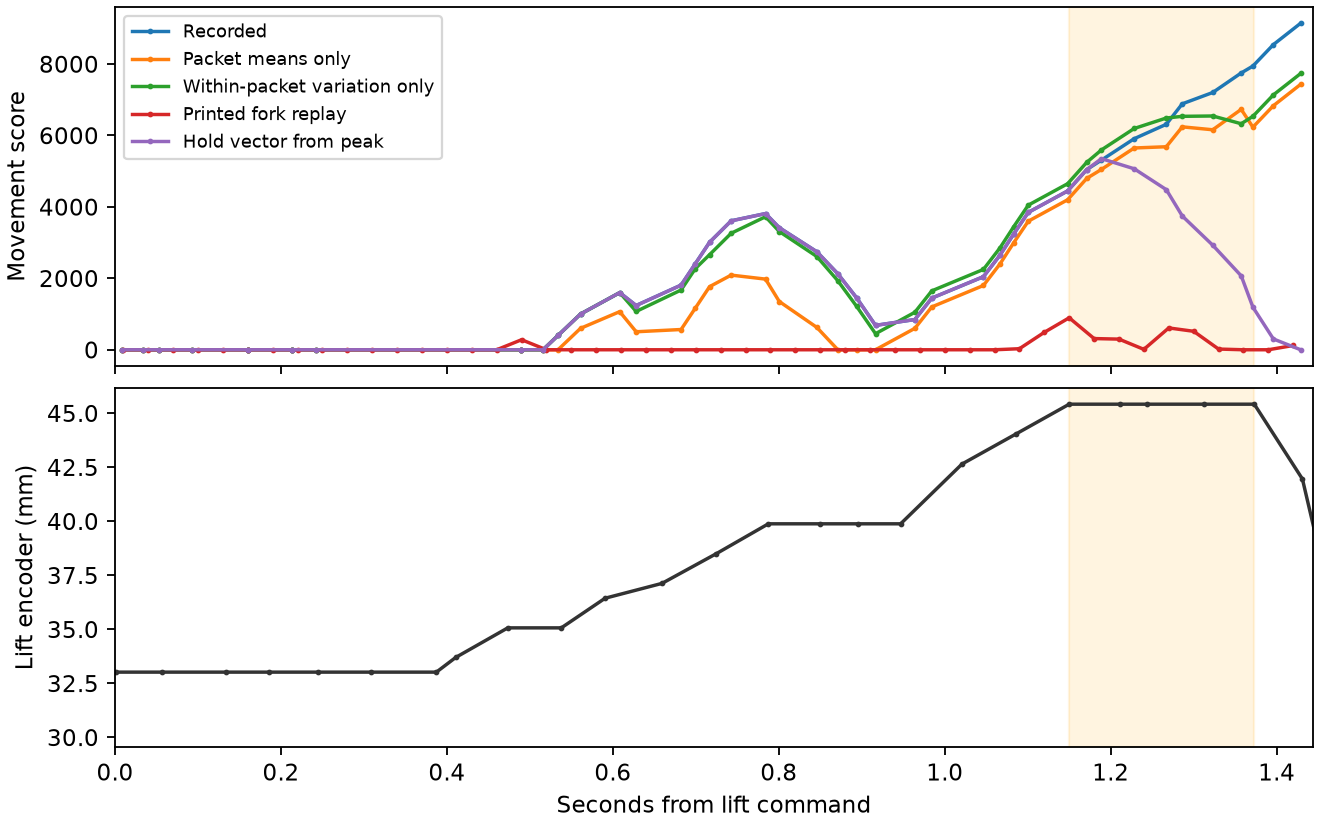 Recorded
Packet means only
Within-packet variation only
Printed fork replay
Hold vector from peak
Movement score
8000
6000
4000
2000
0
Lift encoder (mm)
45.0
42.5
40.0
37.5
35.0
32.5
30.0
0.0 0.2 0.4 0.6 0.8 1.0 1.2 1.4
Seconds from lift command